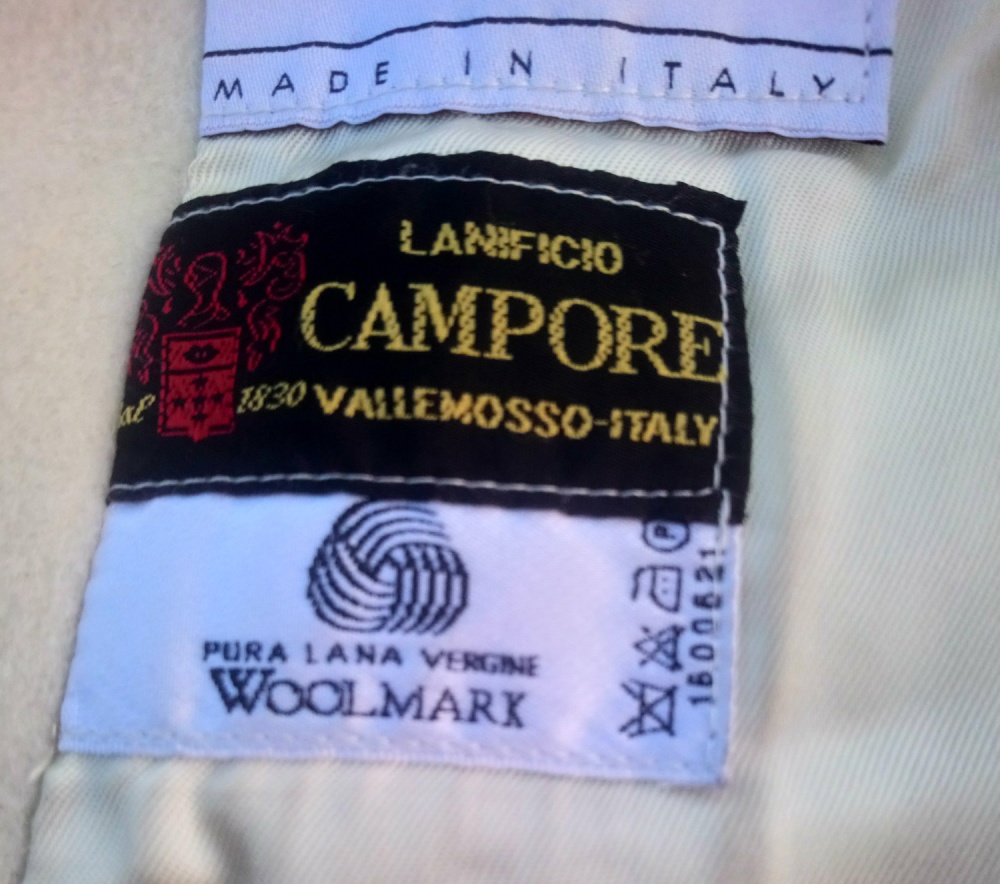 MADE IN ITALY
LANIFICIO
CAMPORE
1830 VALLEMOSSO-ITALY
PURA LANA VERGINE
WOOLMARK
P